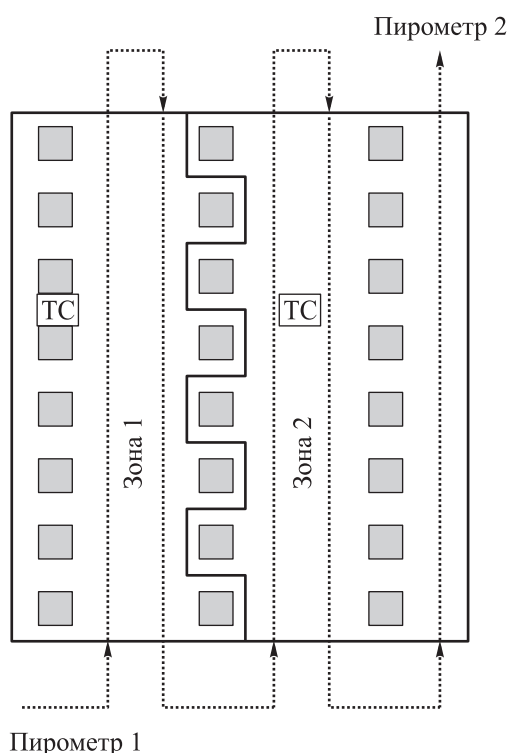 Пирометр 2
ТС
ТС
Зона 1
Зона 2
Пирометр 1